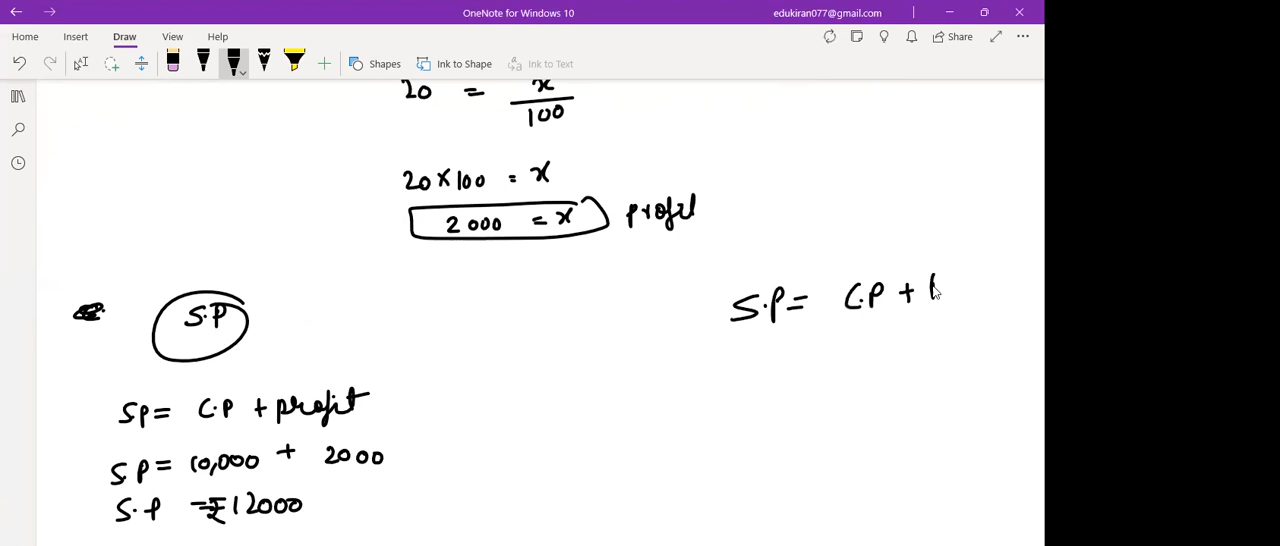 OneNote for Windows 10
edukiran077@gmail.com
Home Insert Draw View Help
Share
Shapes Ink to Shape Ink to Text
20 = x/100
20 × 100 = x
2000 = x profit
S.P
S.P = C.P +
SP = C.P + profit
S.P = 10,000 + 2000
S.P = ₹12000